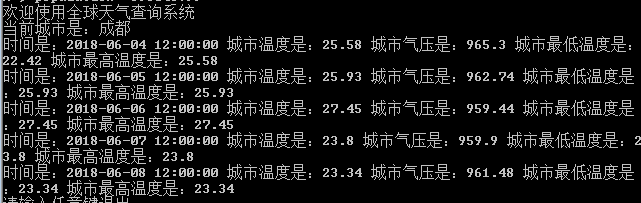 欢迎使用全球天气查询系统
当前城市是：成都
时间是：2018-06-04 12:00:00 城市温度是：25.58 城市气压是：965.3 城市最低温度是：
22.42 城市最高温度是：25.58
时间是：2018-06-05 12:00:00 城市温度是：25.93 城市气压是：962.74 城市最低温度是
：25.93 城市最高温度是：25.93
时间是：2018-06-06 12:00:00 城市温度是：27.45 城市气压是：959.44 城市最低温度是
：27.45 城市最高温度是：27.45
时间是：2018-06-07 12:00:00 城市温度是：23.8 城市气压是：959.9 城市最低温度是：2
3.8 城市最高温度是：23.8
时间是：2018-06-08 12:00:00 城市温度是：23.34 城市气压是：961.48 城市最低温度是
：23.34 城市最高温度是：23.34
请输入任意键退出